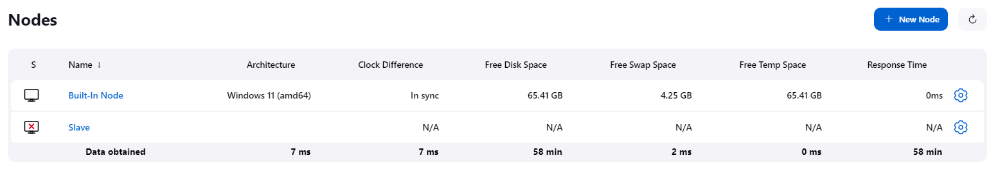 Nodes
+ New Node
S Name ↓ Architecture Clock Difference Free Disk Space Free Swap Space Free Temp Space Response Time
Built-In Node Windows 11 (amd64) In sync 65.41 GB 4.25 GB 65.41 GB 0ms
Slave N/A N/A N/A N/A N/A
Data obtained 7 ms 7 ms 58 min 2 ms 0 ms 58 min